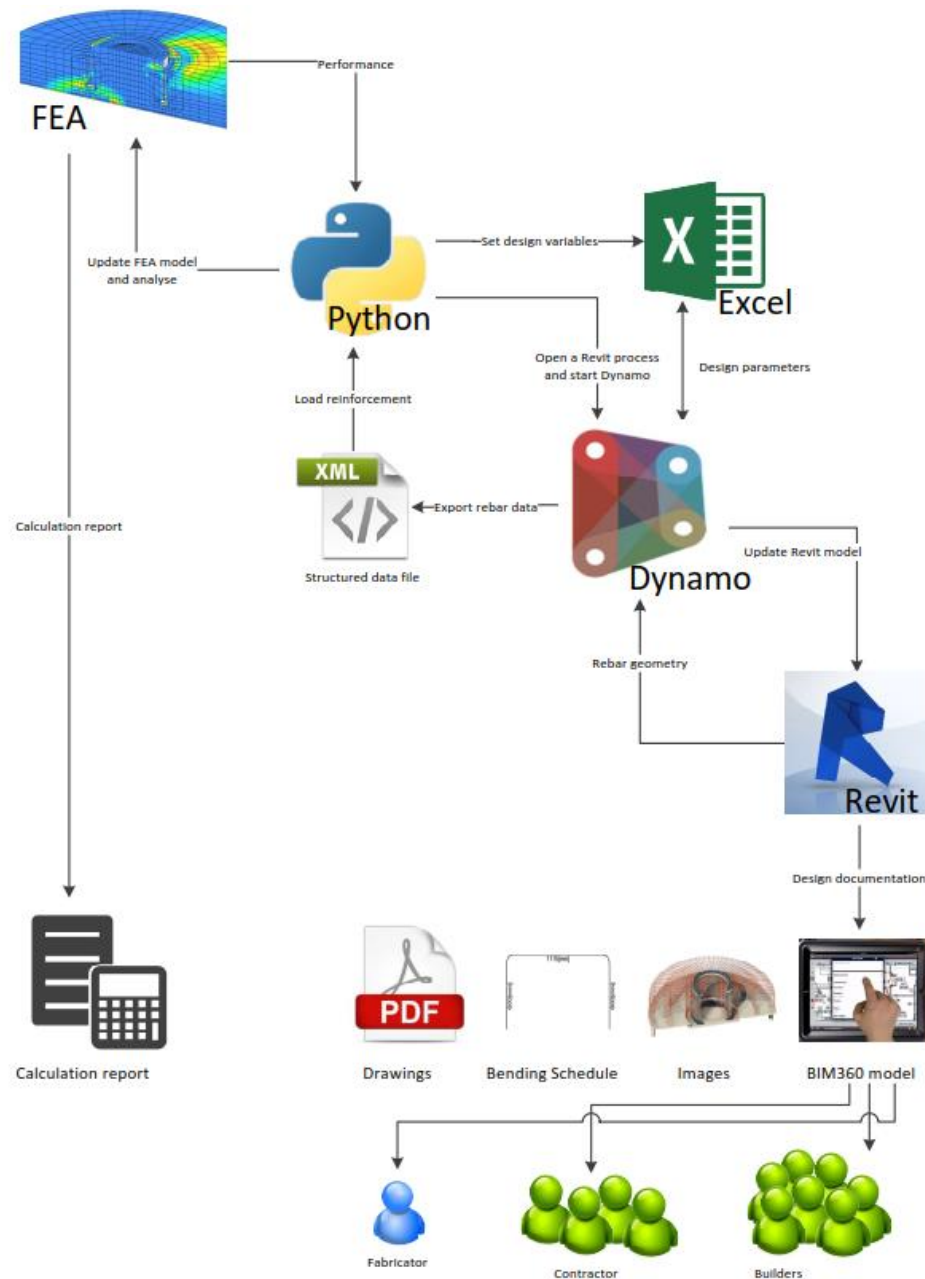 Performance
FEA
Update FEA model
and analyse
Set design variables
X
Excel
Python
Open a Revit process
and start Dynamo
Design parameters
Load reinforcement
XML
</>
Export rebar data
Structured data file
Calculation report
Dynamo
Update Revit model
Rebar geometry
Revit
Design documentation
PDF
Calculation report
Drawings
Bending Schedule
Images
BIM360 model
Fabricator
Contractor
Builders